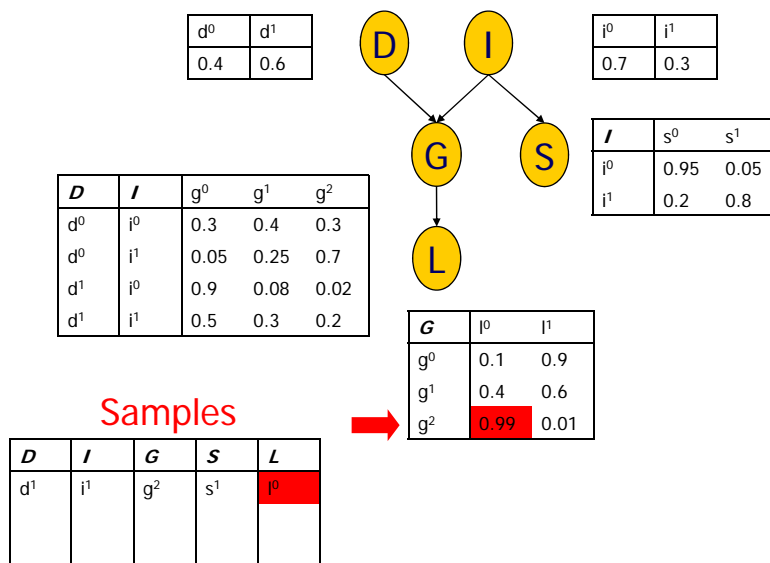 d⁰ d¹
0.4 0.6
D
I
i⁰ i¹
0.7 0.3
G
S
L
I s⁰ s¹
i⁰ 0.95 0.05
i¹ 0.2 0.8
D I g⁰ g¹ g²
d⁰ i⁰ 0.3 0.4 0.3
d⁰ i¹ 0.05 0.25 0.7
d¹ i⁰ 0.9 0.08 0.02
d¹ i¹ 0.5 0.3 0.2
G l⁰ l¹
g⁰ 0.1 0.9
g¹ 0.4 0.6
g² 0.99 0.01
Samples
D I G S L
d¹ i¹ g² s¹ l⁰